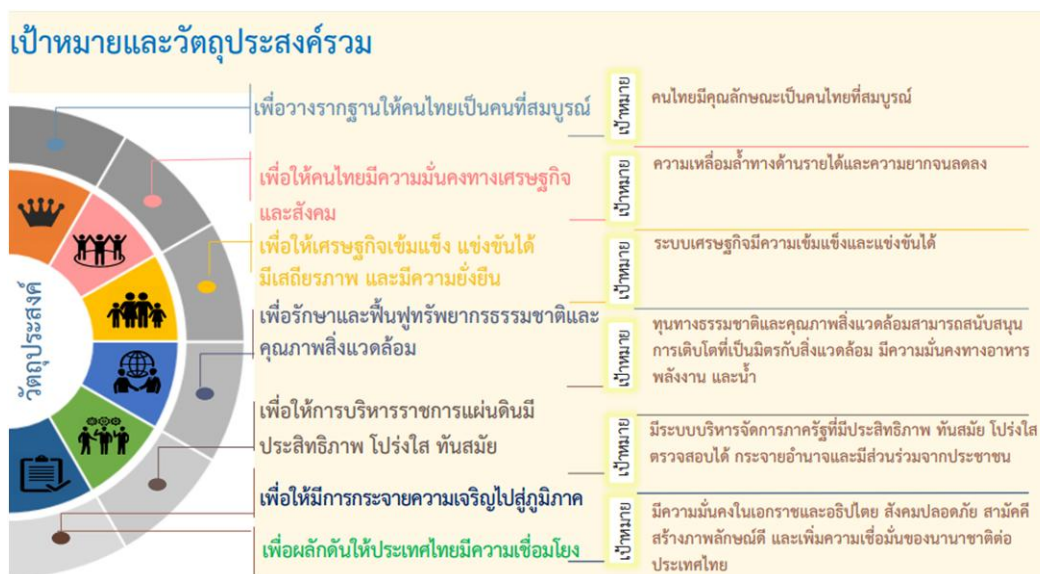 เป้าหมายและวัตถุประสงค์รวม
วัตถุประสงค์
เพื่อวางรากฐานให้คนไทยเป็นคนที่สมบูรณ์
เป้าหมาย
คนไทยมีคุณลักษณะเป็นคนไทยที่สมบูรณ์
เพื่อให้คนไทยมีความมั่นคงทางเศรษฐกิจ
และสังคม
เป้าหมาย
ความเหลื่อมล้ำทางด้านรายได้และความยากจนลดลง
เพื่อให้เศรษฐกิจเข้มแข็ง แข่งขันได้
มีเสถียรภาพ และมีความยั่งยืน
เป้าหมาย
ระบบเศรษฐกิจมีความเข้มแข็งและแข่งขันได้
เพื่อรักษาและฟื้นฟูทรัพยากรธรรมชาติและ
คุณภาพสิ่งแวดล้อม
เป้าหมาย
ทุนทางธรรมชาติและคุณภาพสิ่งแวดล้อมสามารถสนับสนุน
การเติบโตที่เป็นมิตรกับสิ่งแวดล้อม มีความมั่นคงทางอาหาร
พลังงาน และน้ำ
เพื่อให้การบริหารราชการแผ่นดินมี
ประสิทธิภาพ โปร่งใส ทันสมัย
เป้าหมาย
มีระบบบริหารจัดการภาครัฐที่มีประสิทธิภาพ ทันสมัย โปร่งใส
ตรวจสอบได้ กระจายอำนาจและมีส่วนร่วมจากประชาชน
เพื่อให้มีการกระจายความเจริญไปสู่ภูมิภาค
เพื่อผลักดันให้ประเทศไทยมีความเชื่อมโยง
เป้าหมาย
มีความมั่นคงในเอกราชและอธิปไตย สังคมปลอดภัย สามัคคี
สร้างภาพลักษณ์ดี และเพิ่มความเชื่อมั่นของนานาชาติต่อ
ประเทศไทย